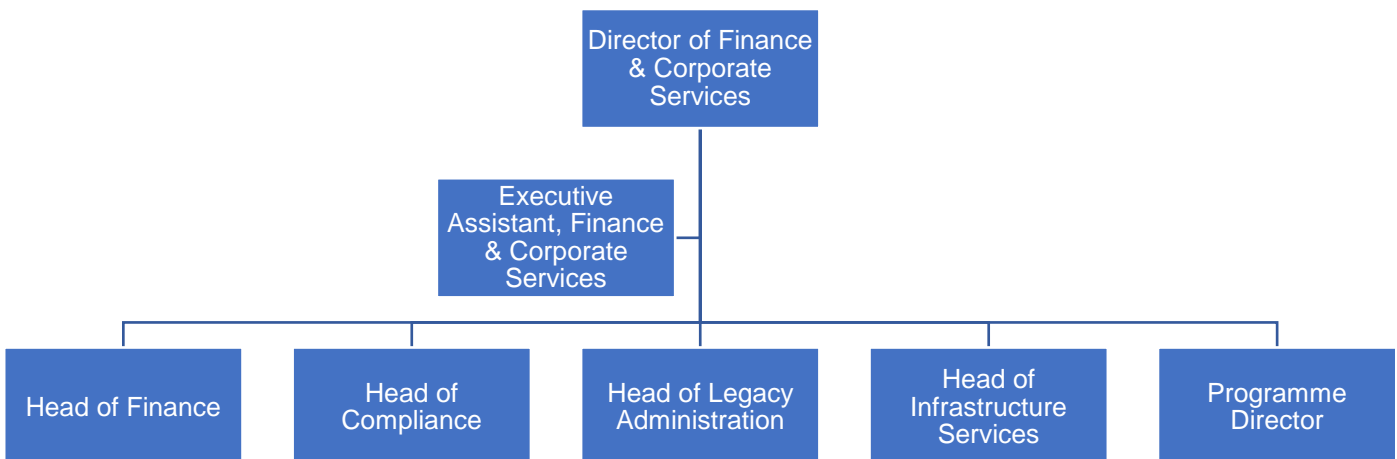 Director of Finance
& Corporate
Services
Executive
Assistant, Finance
& Corporate
Services
Head of Finance
Head of
Compliance
Head of Legacy
Administration
Head of
Infrastructure
Services
Programme
Director